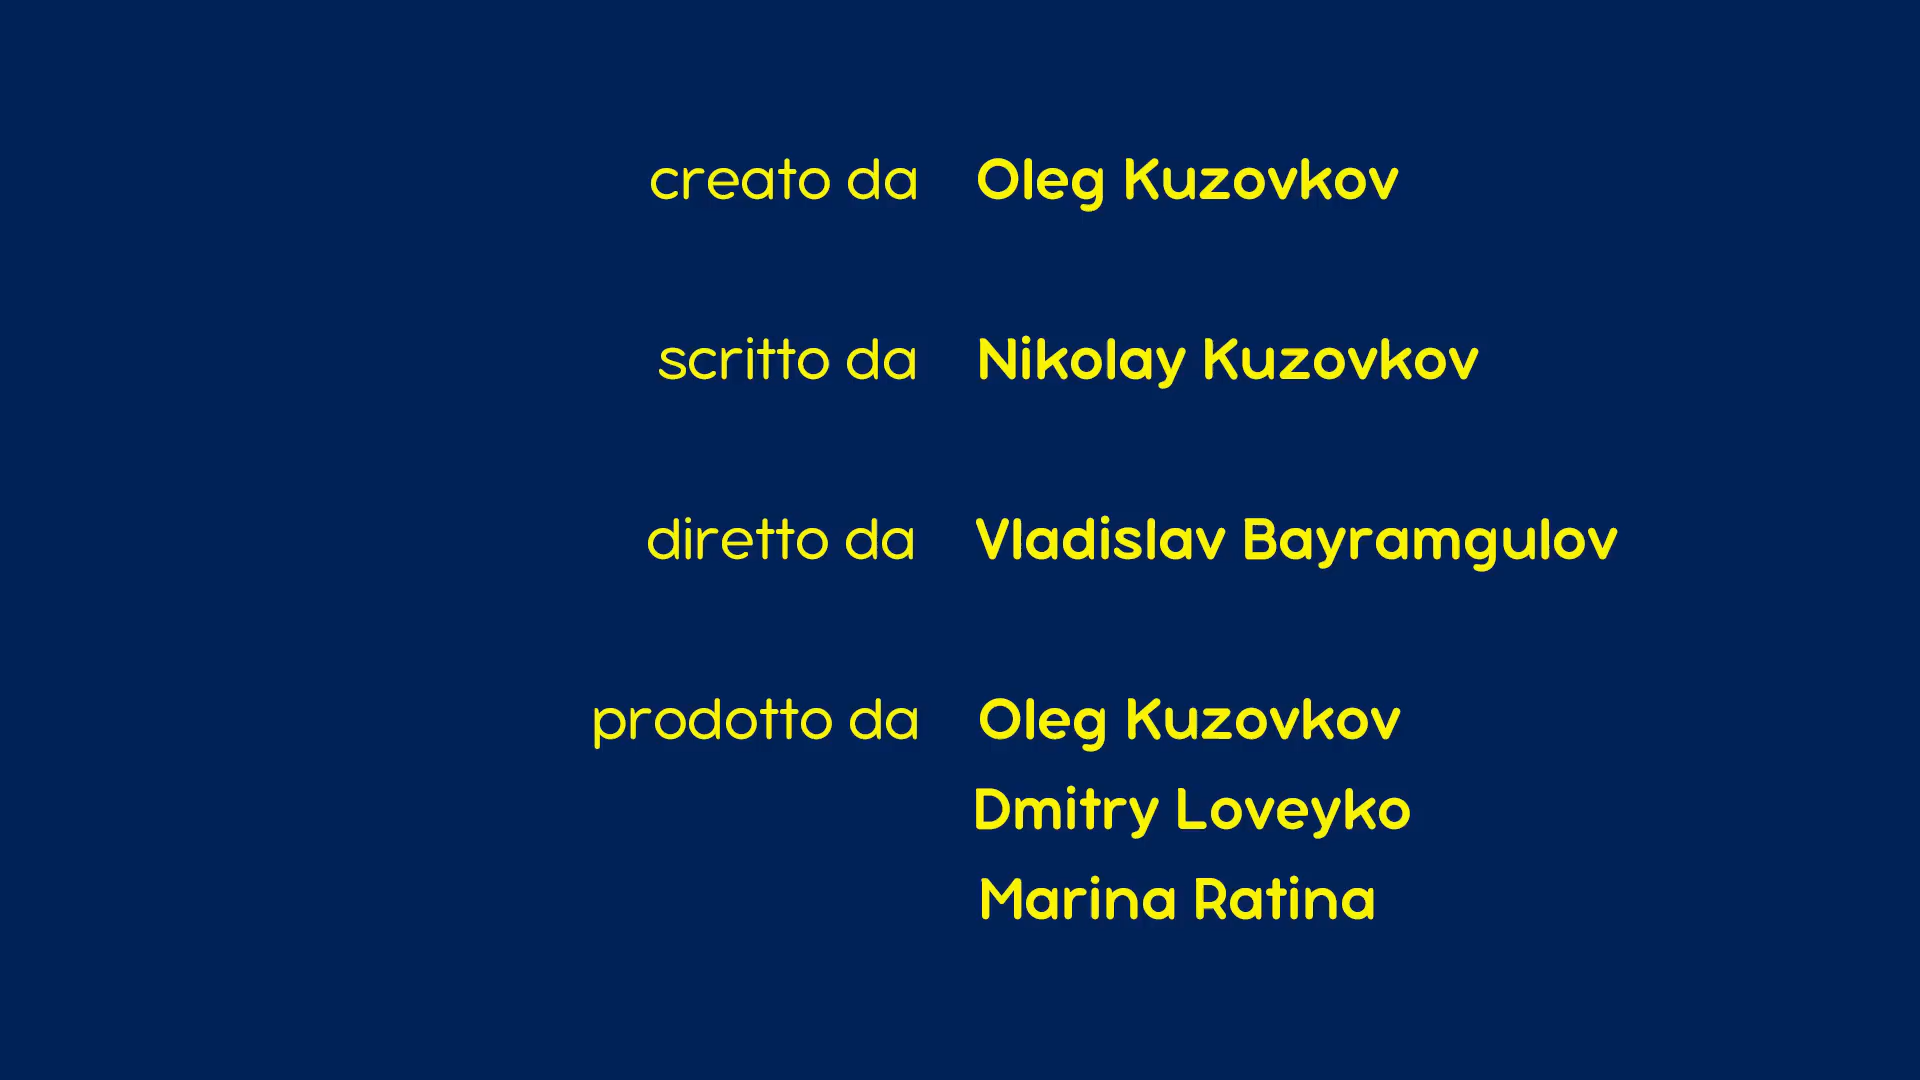 creato da Oleg Kuzovkov
scritto da Nikolay Kuzovkov
diretto da Vladislav Bayramgulov
prodotto da Oleg Kuzovkov
Dmitry Loveyko
Marina Ratina